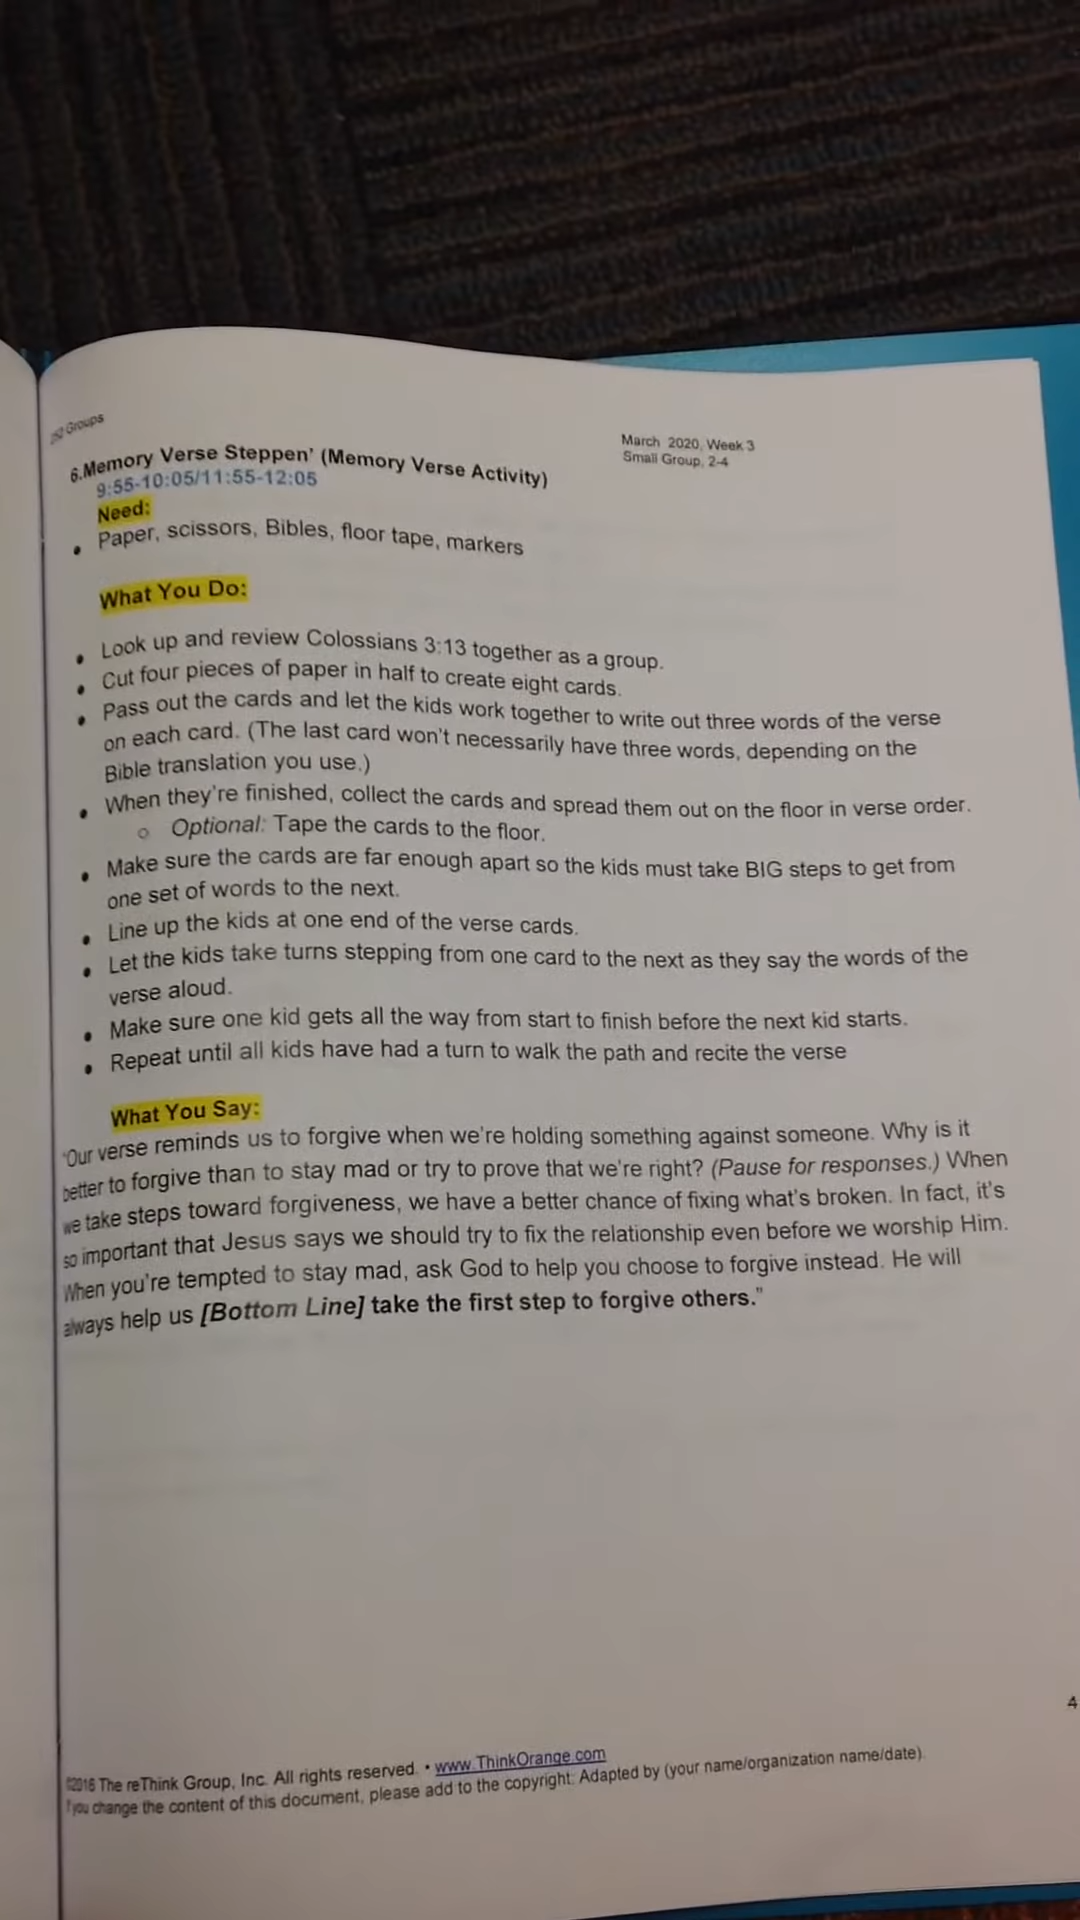 252 Groups
March 2020, Week 3
Small Group, 2-4
6.Memory Verse Steppen' (Memory Verse Activity)
9:55-10:05/11:55-12:05
Need:
• Paper, scissors, Bibles, floor tape, markers
What You Do:
• Look up and review Colossians 3:13 together as a group.
• Cut four pieces of paper in half to create eight cards.
• Pass out the cards and let the kids work together to write out three words of the verse
on each card. (The last card won't necessarily have three words, depending on the
Bible translation you use.)
• When they're finished, collect the cards and spread them out on the floor in verse order.
o Optional: Tape the cards to the floor.
• Make sure the cards are far enough apart so the kids must take BIG steps to get from
one set of words to the next.
• Line up the kids at one end of the verse cards.
• Let the kids take turns stepping from one card to the next as they say the words of the
verse aloud.
• Make sure one kid gets all the way from start to finish before the next kid starts.
• Repeat until all kids have had a turn to walk the path and recite the verse
What You Say:
"Our verse reminds us to forgive when we're holding something against someone. Why is it
better to forgive than to stay mad or try to prove that we're right? (Pause for responses.) When
we take steps toward forgiveness, we have a better chance of fixing what's broken. In fact, it's
so important that Jesus says we should try to fix the relationship even before we worship Him.
When you're tempted to stay mad, ask God to help you choose to forgive instead. He will
always help us [Bottom Line] take the first step to forgive others."
4
©2016 The reThink Group, Inc. All rights reserved. • www.ThinkOrange.com
If you change the content of this document, please add to the copyright: Adapted by (your name/organization name/date).